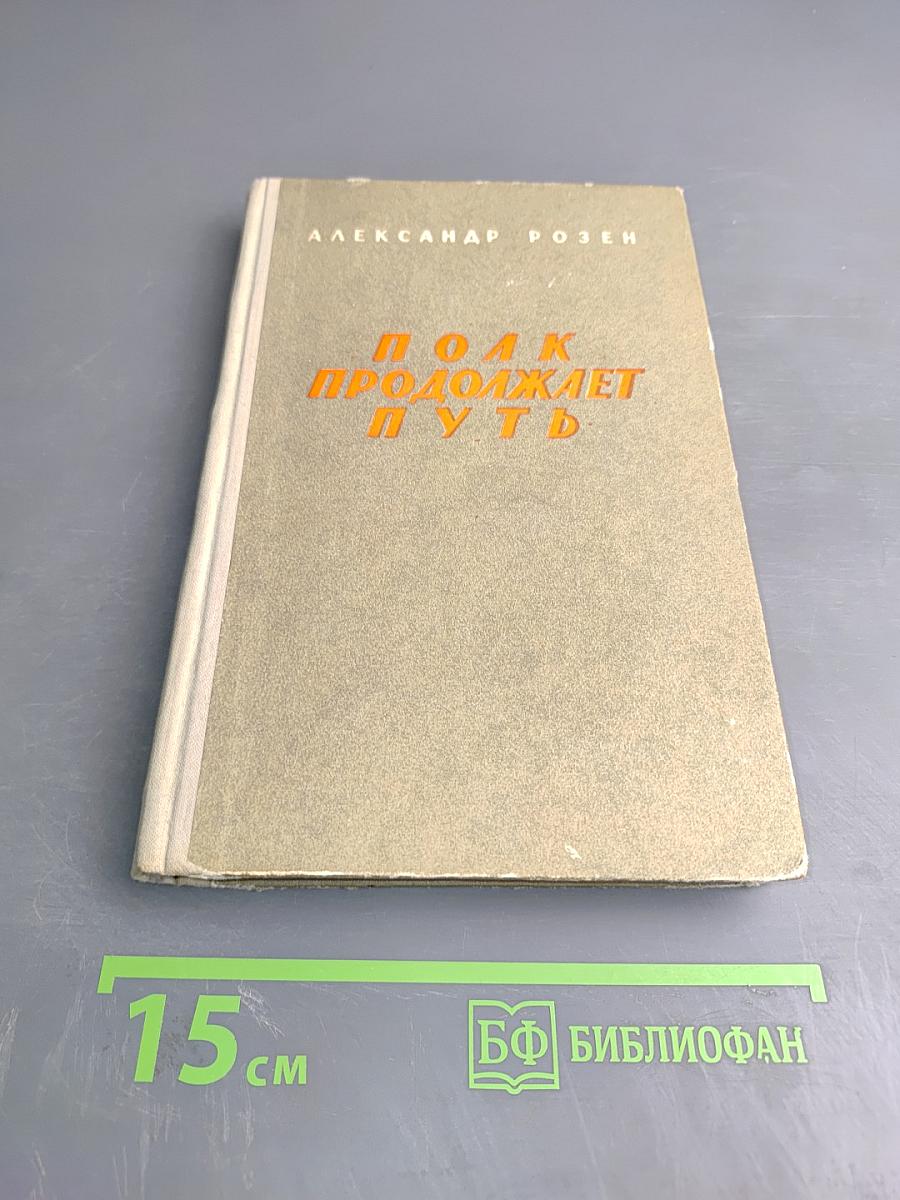 АЛЕКСАНДР РОЗЕН
ПОЛК
ПРОДОЛЖАЕТ
ПУТЬ
15 см
БФ БИБЛИОФАН